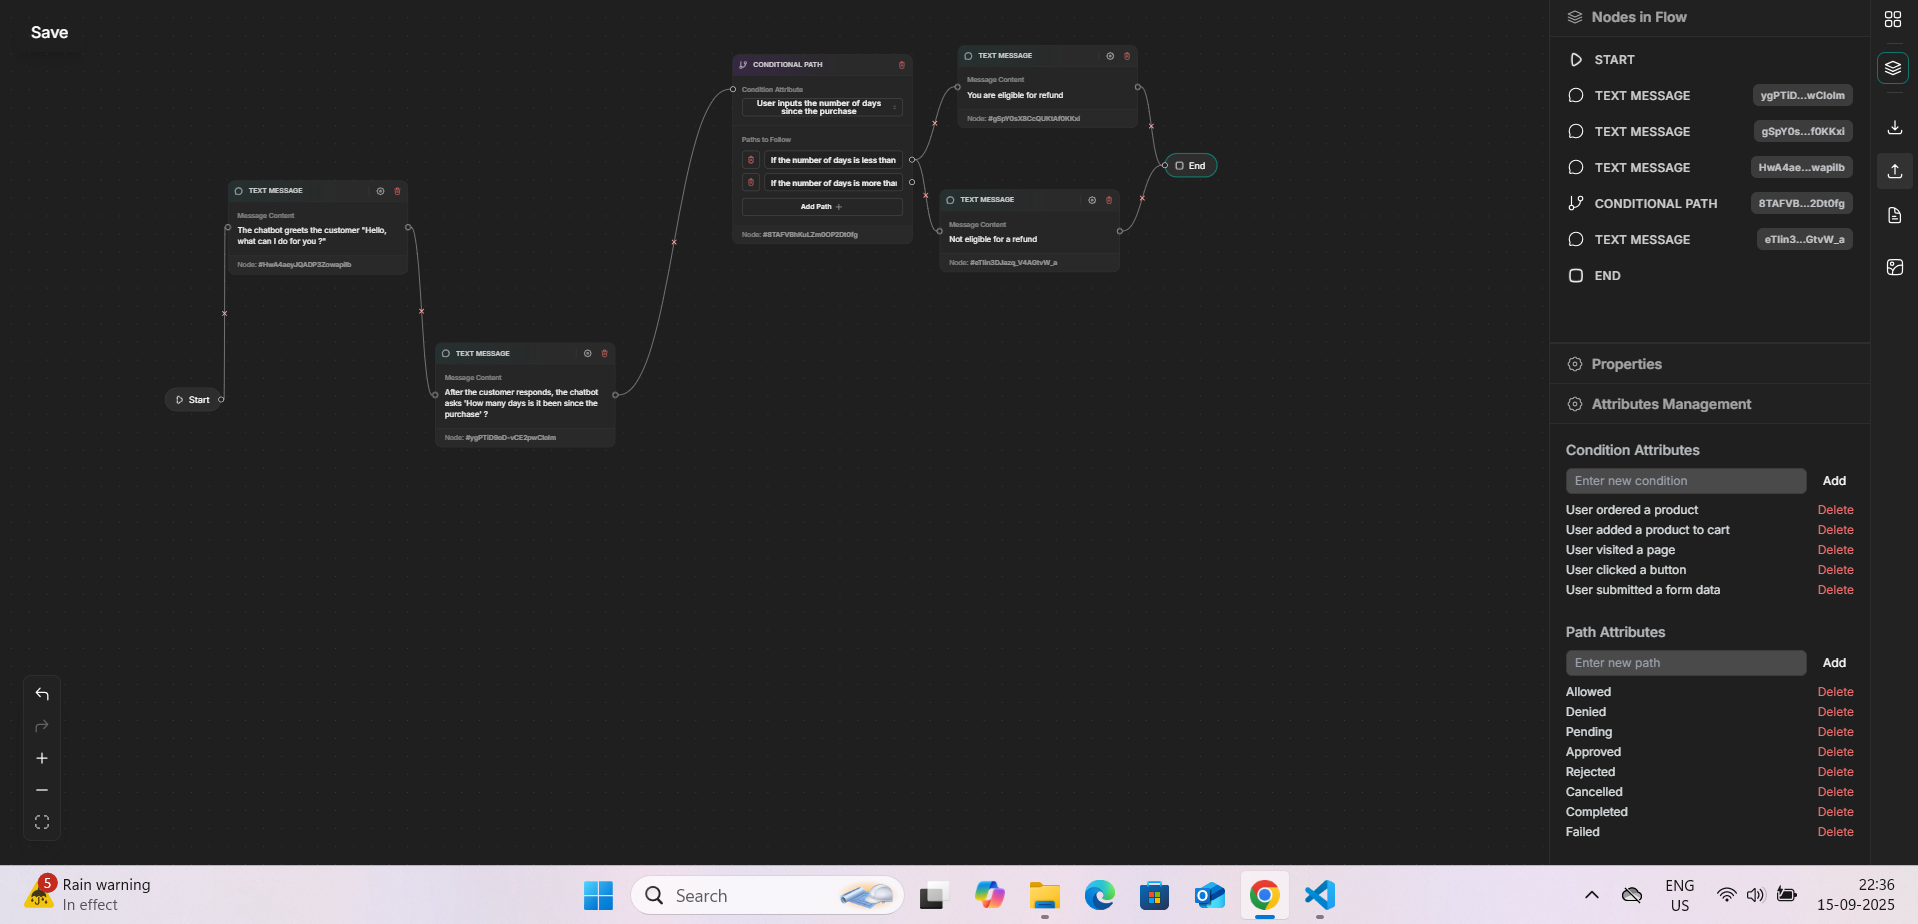 Save
Start
TEXT MESSAGE
Message Content
The chatbot greets the customer "Hello,
what can I do for you ?"
Node: #HwA4aeyJQADP3Zowapilb
TEXT MESSAGE
Message Content
After the customer responds, the chatbot
asks 'How many days is it been since the
purchase' ?
Node: #ygPTiD9oD-vCE2pwCloIm
CONDITIONAL PATH
Condition Attribute
User inputs the number of days
since the purchase
Paths to Follow
If the number of days is less than
If the number of days is more tha
Add Path +
Node: #8TAFVBhKuLZm0OP2Dt0fg
TEXT MESSAGE
Message Content
You are eligible for refund
Node: #gSpY0sX8CcQUKtAf0KKxi
TEXT MESSAGE
Message Content
Not eligible for a refund
Node: #eTIin3DJazq_V4AGtvW_a
End
Nodes in Flow
START
TEXT MESSAGE ygPTiD...wCloIm
TEXT MESSAGE gSpY0s...f0KKxi
TEXT MESSAGE HwA4ae...wapilb
CONDITIONAL PATH 8TAFVB...2Dt0fg
TEXT MESSAGE eTIin3...GtvW_a
END
Properties
Attributes Management
Condition Attributes
Enter new condition Add
User ordered a product Delete
User added a product to cart Delete
User visited a page Delete
User clicked a button Delete
User submitted a form data Delete
Path Attributes
Enter new path Add
Allowed Delete
Denied Delete
Pending Delete
Approved Delete
Rejected Delete
Cancelled Delete
Completed Delete
Failed Delete
5
Rain warning
In effect
Search
ENG
US
22:36
15-09-2025